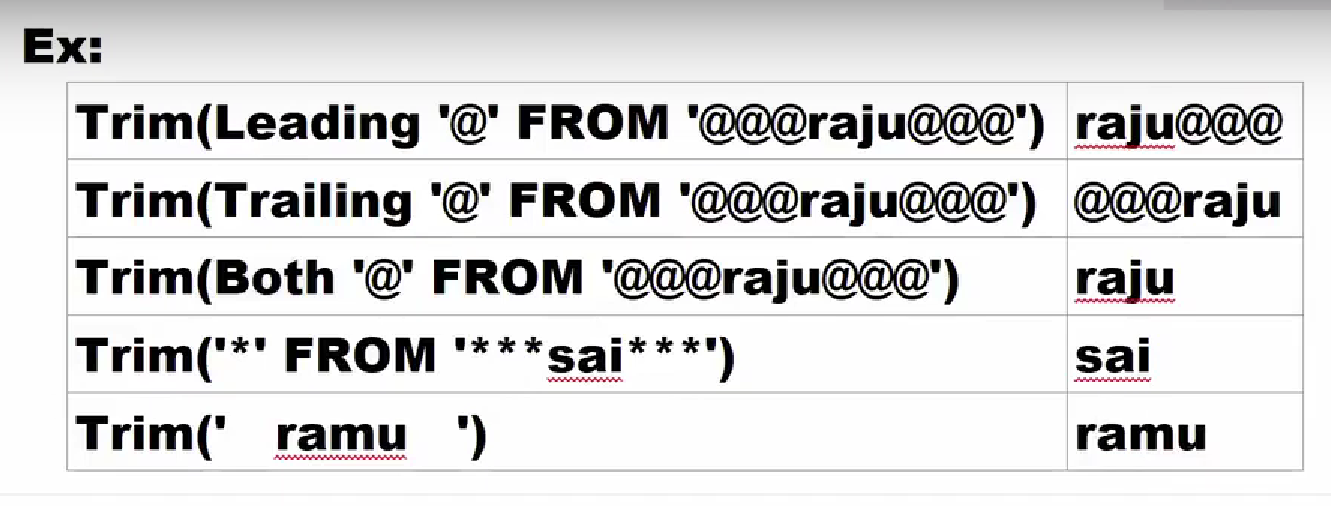 Ex:
Trim(Leading '@' FROM '@@@raju@@@') raju@@@
Trim(Trailing '@' FROM '@@@raju@@@') @@@raju
Trim(Both '@' FROM '@@@raju@@@') raju
Trim('*' FROM '***sai***') sai
Trim('   ramu   ') ramu